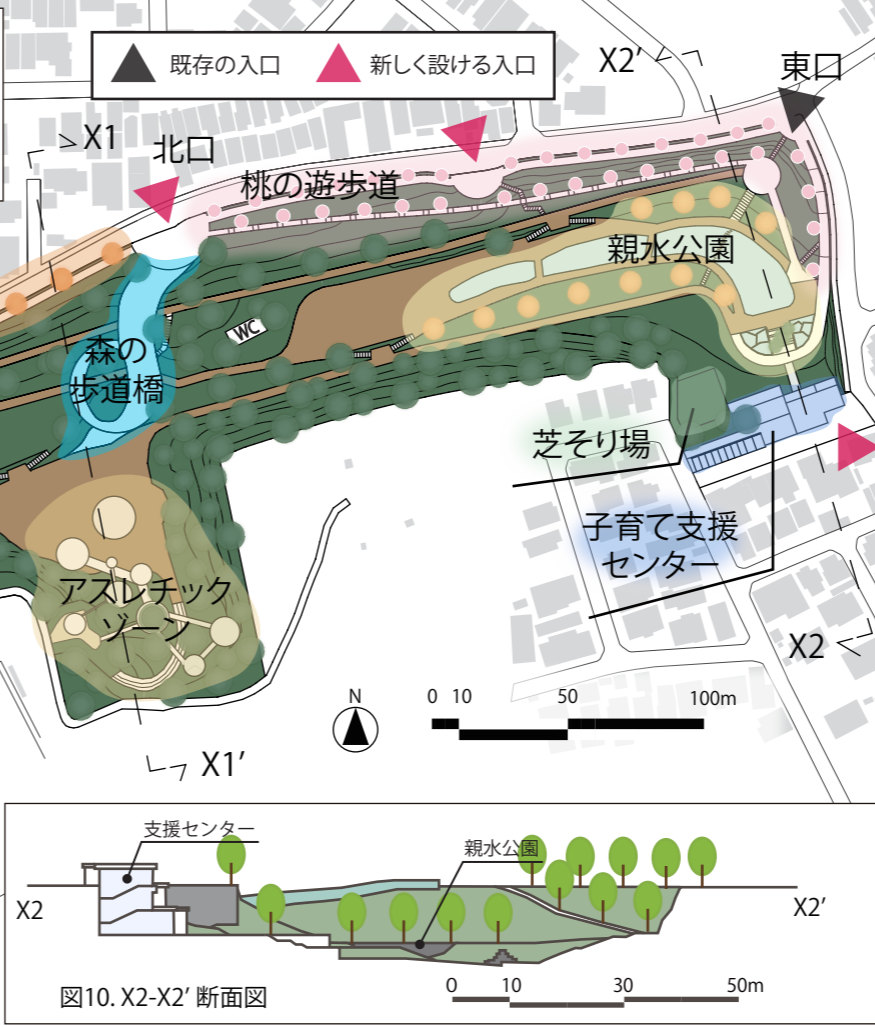 既存の入口
新しく設ける入口
X2’
東口
X1
北口
桃の遊歩道
親水公園
WC
森の
歩道橋
芝そり場
子育て支援
センター
アスレチック
ゾーン
X2
N
0 10 50 100m
X1’
支援センター
親水公園
X2
X2’
図10. X2-X2’ 断面図
0 10 30 50m